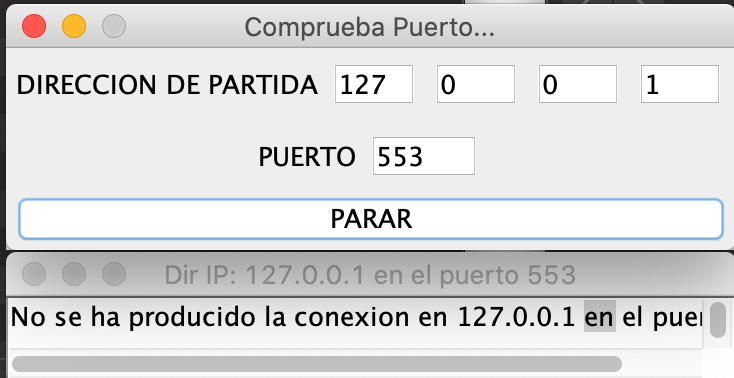 Comprueba Puerto...
DIRECCION DE PARTIDA 127 0 0 1
PUERTO 553
PARAR
Dir IP: 127.0.0.1 en el puerto 553
No se ha producido la conexion en 127.0.0.1 en el